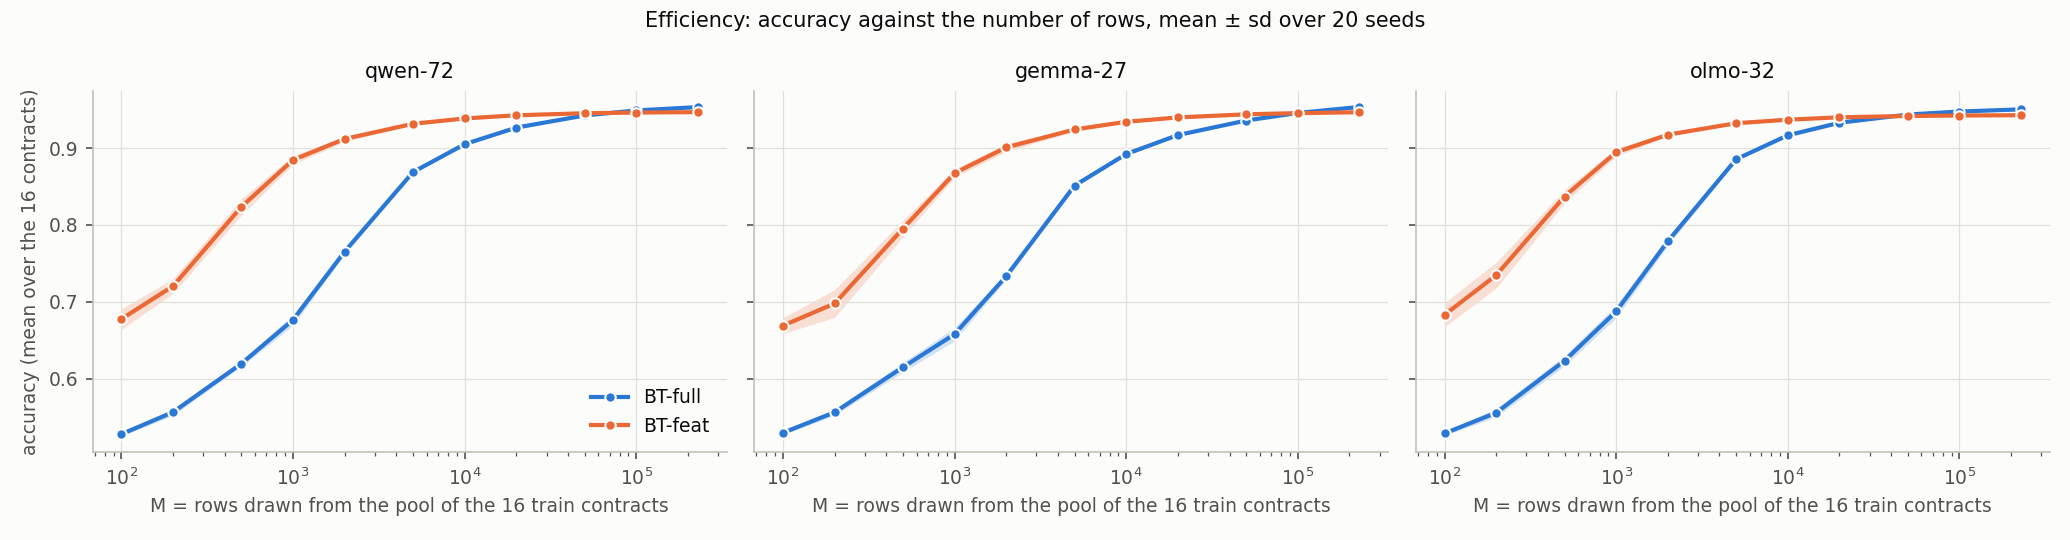 Efficiency: accuracy against the number of rows, mean ± sd over 20 seeds
qwen-72
gemma-27
olmo-32
accuracy (mean over the 16 contracts)
0.9
0.8
0.7
0.6
BT-full
BT-feat
10² 10³ 10⁴ 10⁵
10² 10³ 10⁴ 10⁵
10² 10³ 10⁴ 10⁵
M = rows drawn from the pool of the 16 train contracts
M = rows drawn from the pool of the 16 train contracts
M = rows drawn from the pool of the 16 train contracts